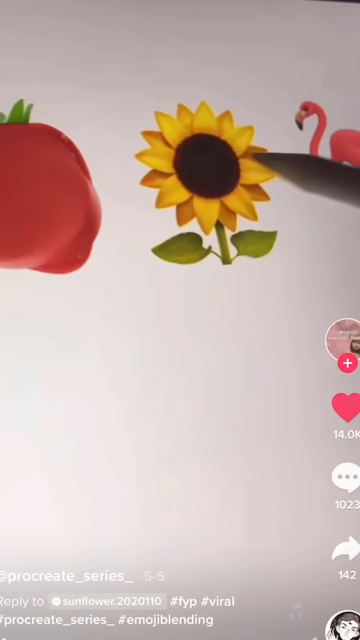 14.0K
1023
142
@procreate_series_ · 5-5
Reply to sunflower.2020110 #fyp #viral
#procreate_series_ #emojiblending